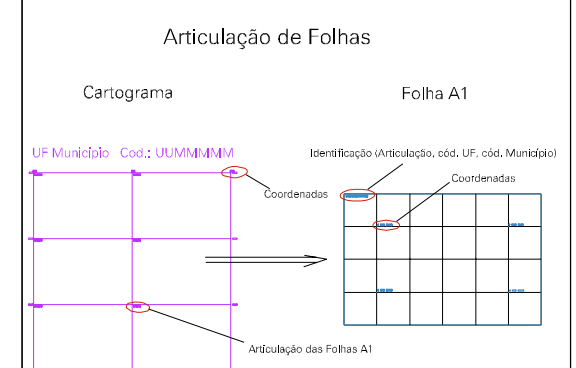 Articulação de Folhas
Cartograma
Folha A1
UF Município Cod.: UUMMMMM
Identificação (Articulação, cód. UF, cód. Município)
Coordenadas
Coordenadas
Articulação das Folhas A1